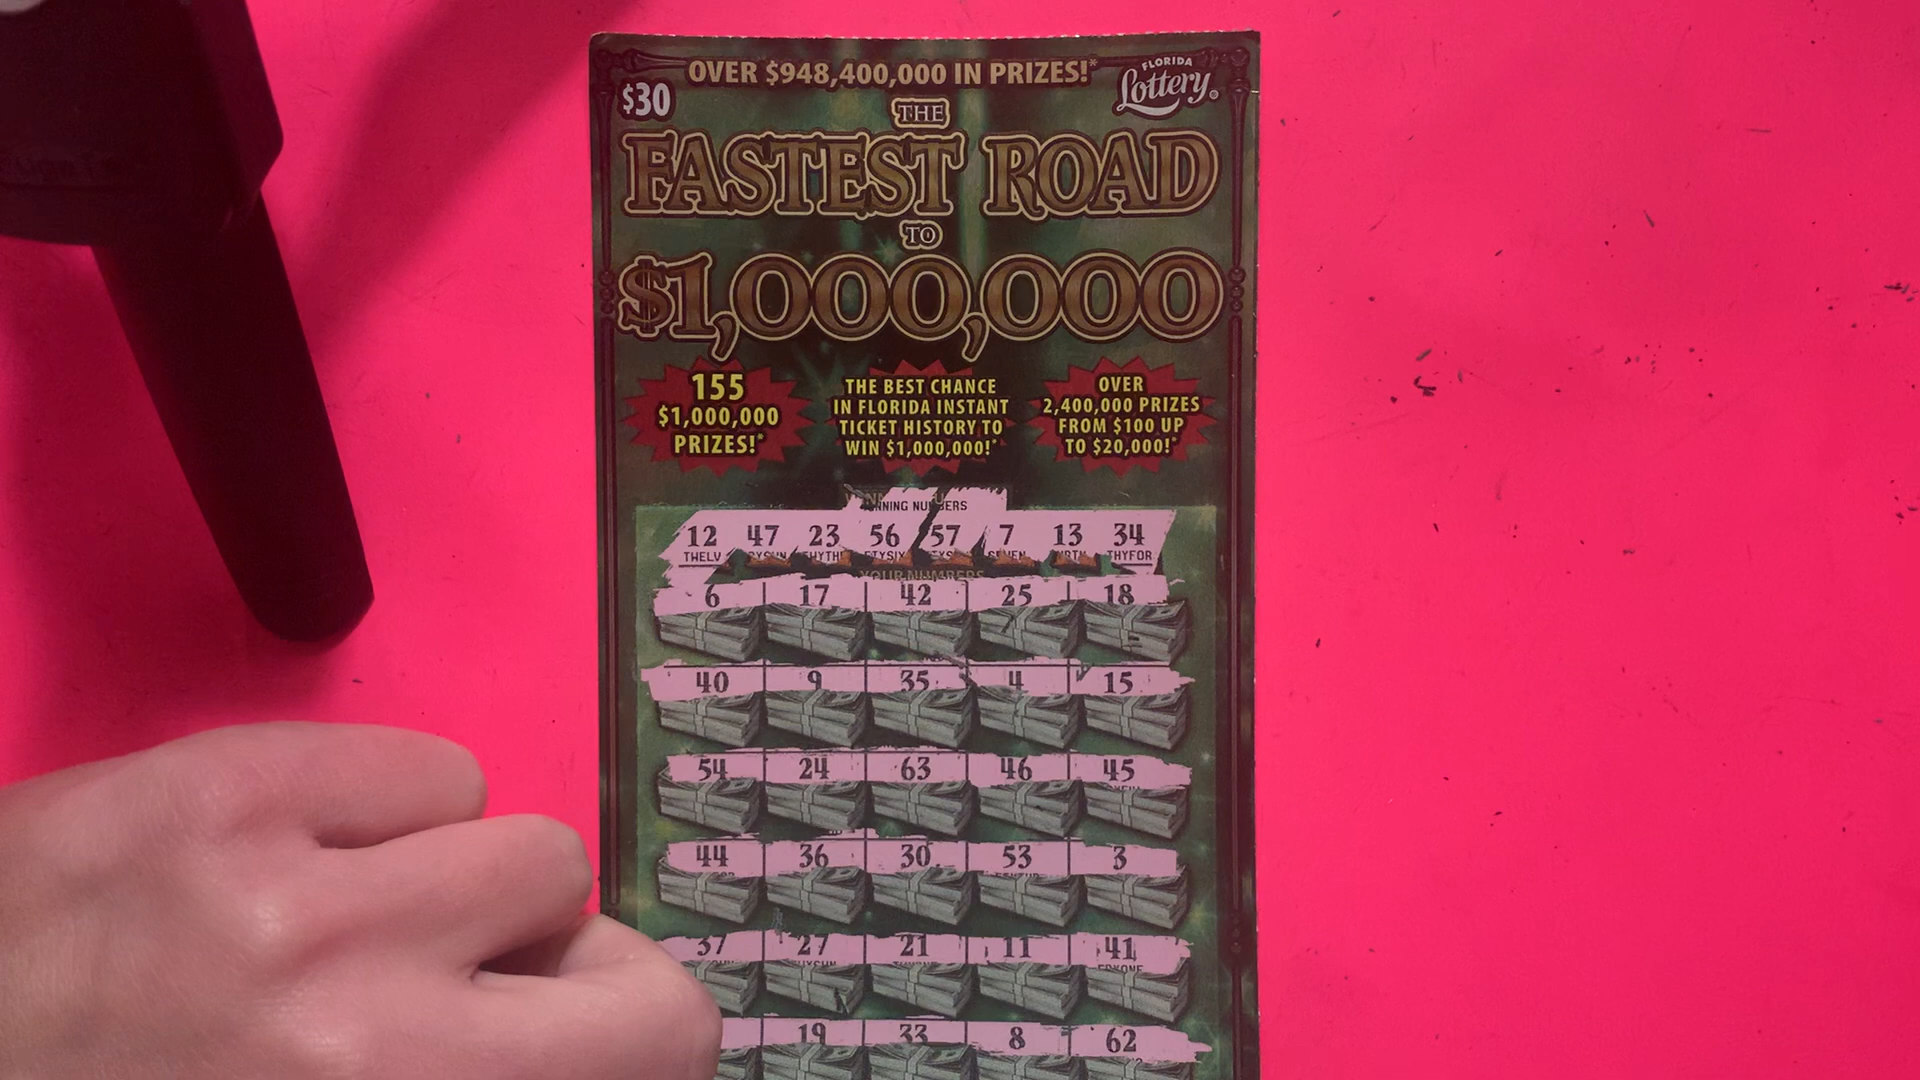 OVER $948,400,000 IN PRIZES!*
$30
FLORIDA
Lottery®
THE
FASTEST ROAD
TO
$1,000,000
155
$1,000,000
PRIZES!*
THE BEST CHANCE
IN FLORIDA INSTANT
TICKET HISTORY TO
WIN $1,000,000!*
OVER
2,400,000 PRIZES
FROM $100 UP
TO $20,000!*
12 47 23 56 57 7 13 34
TWELV THYFOR
YOUR NUMBERS
6 17 42 25 18
40 9 35 4 15
54 24 63 46 45
44 36 30 53 3
37 27 21 11 41
19 33 8 62